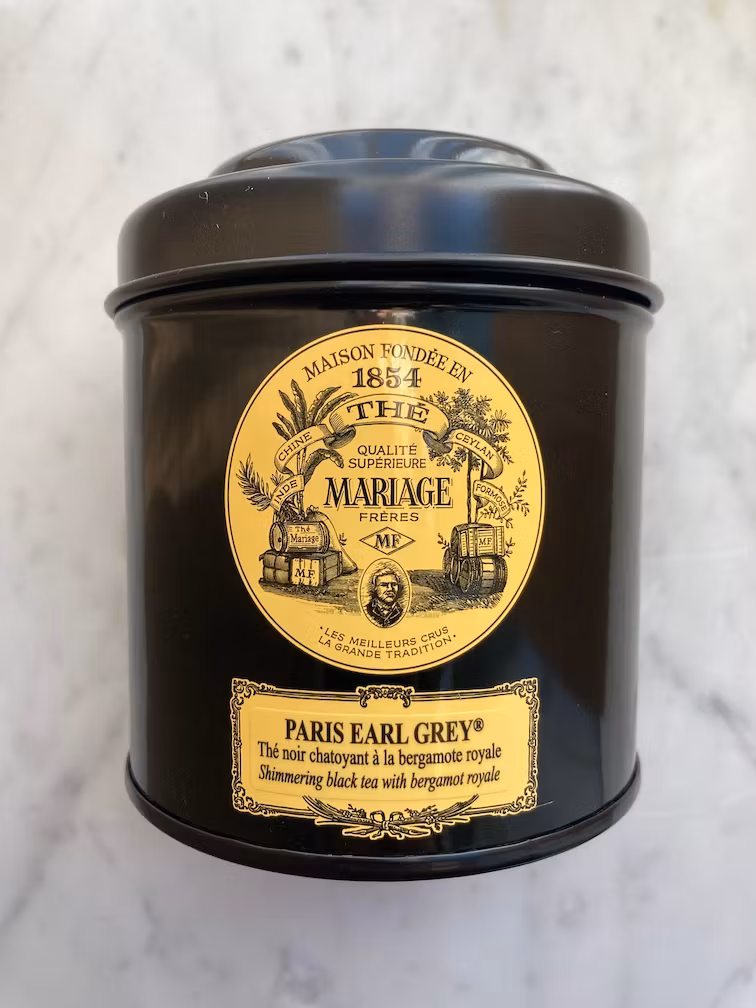 MAISON FONDÉE EN
1854
THÉ
CHINE
CEYLAN
INDE
FORMOSE
QUALITÉ
SUPÉRIEURE
MARIAGE
FRÈRES
MF
Thé
Mariage
MF
MF
•LES MEILLEURS CRUS
LA GRANDE TRADITION•
PARIS EARL GREY®
Thé noir chatoyant à la bergamote royale
Shimmering black tea with bergamot royale